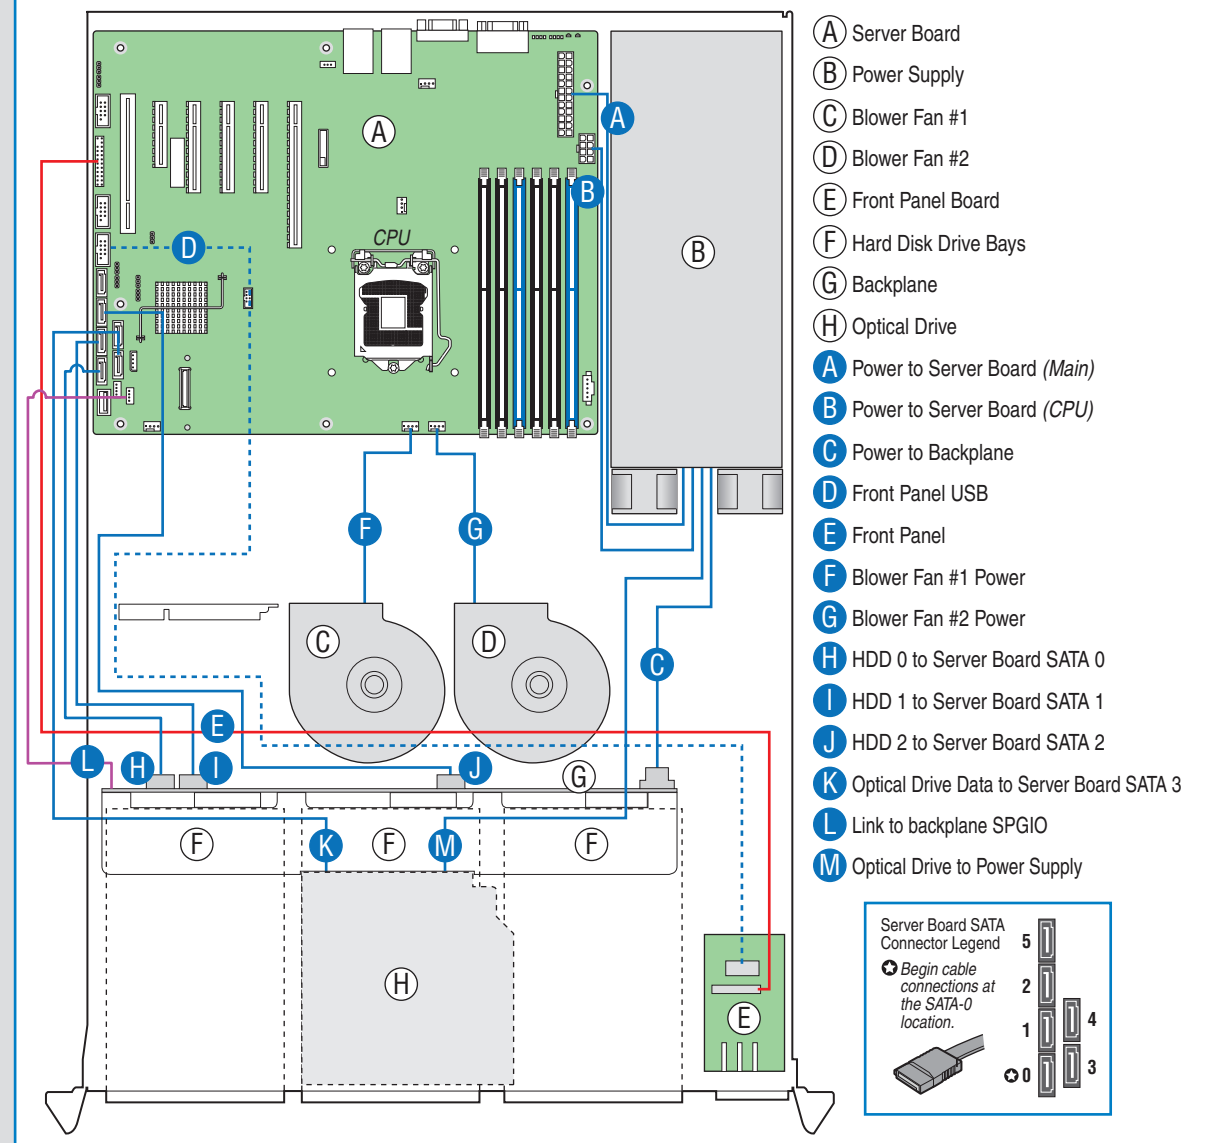 A
A
CPU
B
D
B
F
G
C
D
C
E
L
H
I
J
G
F
K
F
M
F
H
E
A Server Board
B Power Supply
C Blower Fan #1
D Blower Fan #2
E Front Panel Board
F Hard Disk Drive Bays
G Backplane
H Optical Drive
A Power to Server Board (Main)
B Power to Server Board (CPU)
C Power to Backplane
D Front Panel USB
E Front Panel
F Blower Fan #1 Power
G Blower Fan #2 Power
H HDD 0 to Server Board SATA 0
I HDD 1 to Server Board SATA 1
J HDD 2 to Server Board SATA 2
K Optical Drive Data to Server Board SATA 3
L Link to backplane SPGIO
M Optical Drive to Power Supply
Server Board SATA
Connector Legend
Begin cable
connections at
the SATA-0
location.
5
2
1
4
0
3